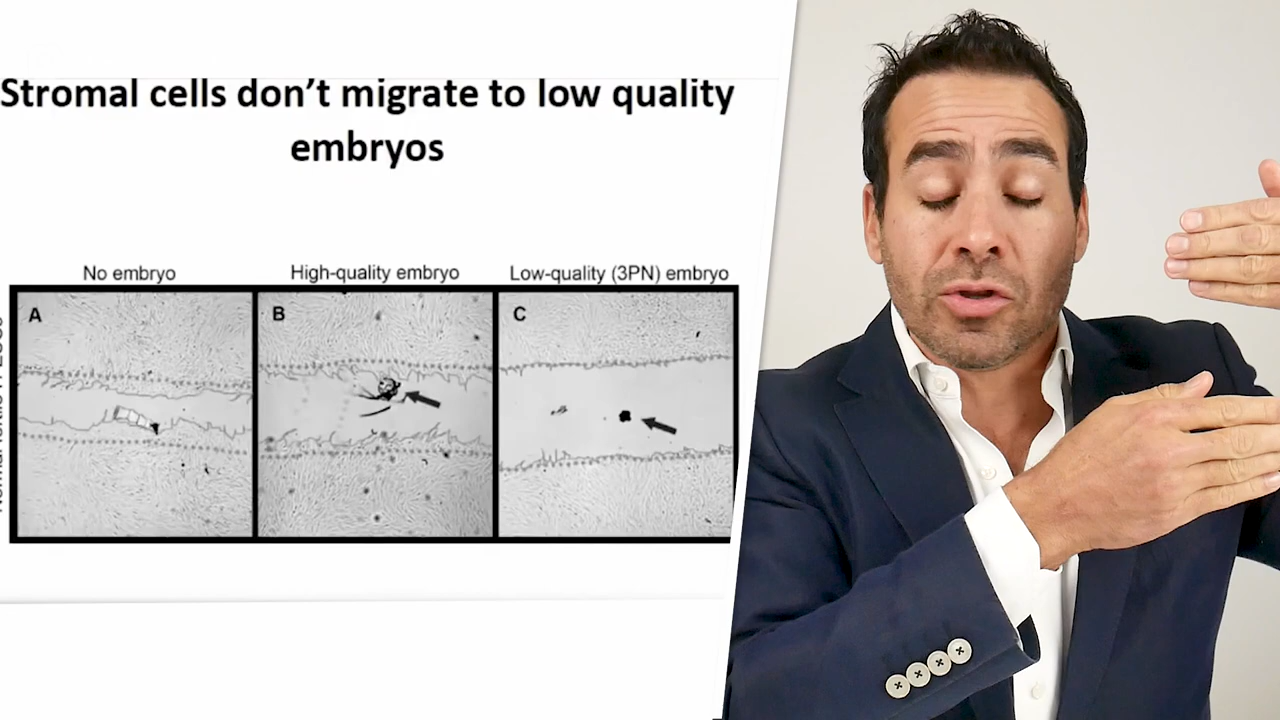 Stromal cells don't migrate to low quality
embryos
No embryo
High-quality embryo
Low-quality (3PN) embryo
A
B
C